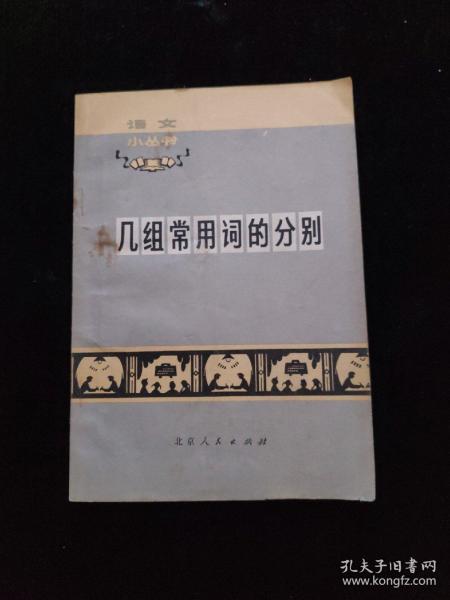 语文
小丛书
几组常用词的分别
北京人民出版社
孔夫子旧书网
www.kongfz.com